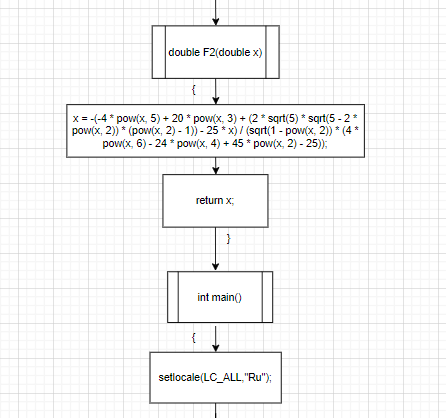 double F2(double x)
{
x = -(-4 * pow(x, 5) + 20 * pow(x, 3) + (2 * sqrt(5) * sqrt(5 - 2 *
pow(x, 2)) * (pow(x, 2) - 1)) - 25 * x) / (sqrt(1 - pow(x, 2)) * (4 *
pow(x, 6) - 24 * pow(x, 4) + 45 * pow(x, 2) - 25));
return x;
}
int main()
{
setlocale(LC_ALL,"Ru");